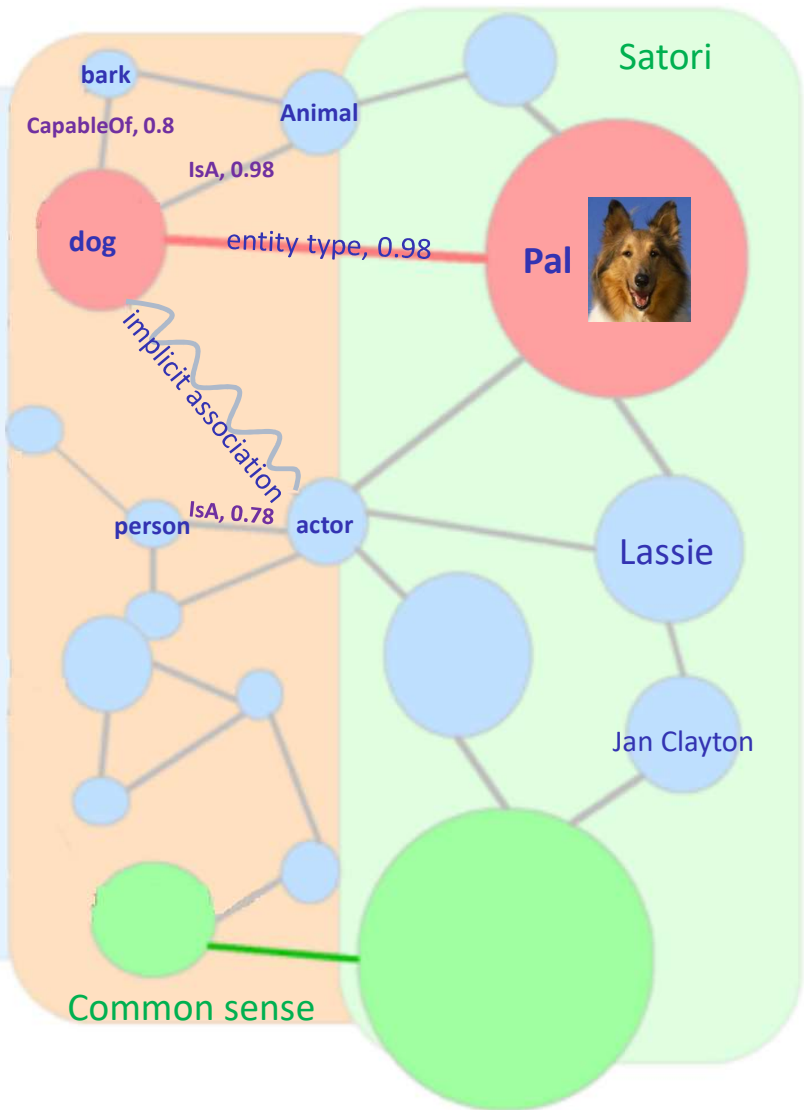 Satori
bark
Animal
CapableOf, 0.8
IsA, 0.98
dog
entity type, 0.98
Pal
implicit association
IsA, 0.78
person
actor
Lassie
Jan Clayton
Common sense